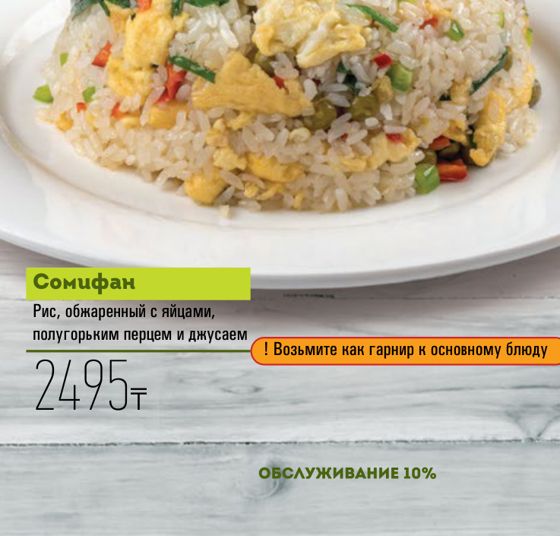 Сомифан
Рис, обжаренный с яйцами,
полугорьким перцем и джусаем
! Возьмите как гарнир к основному блюду
2495₸
ОБСЛУЖИВАНИЕ 10%